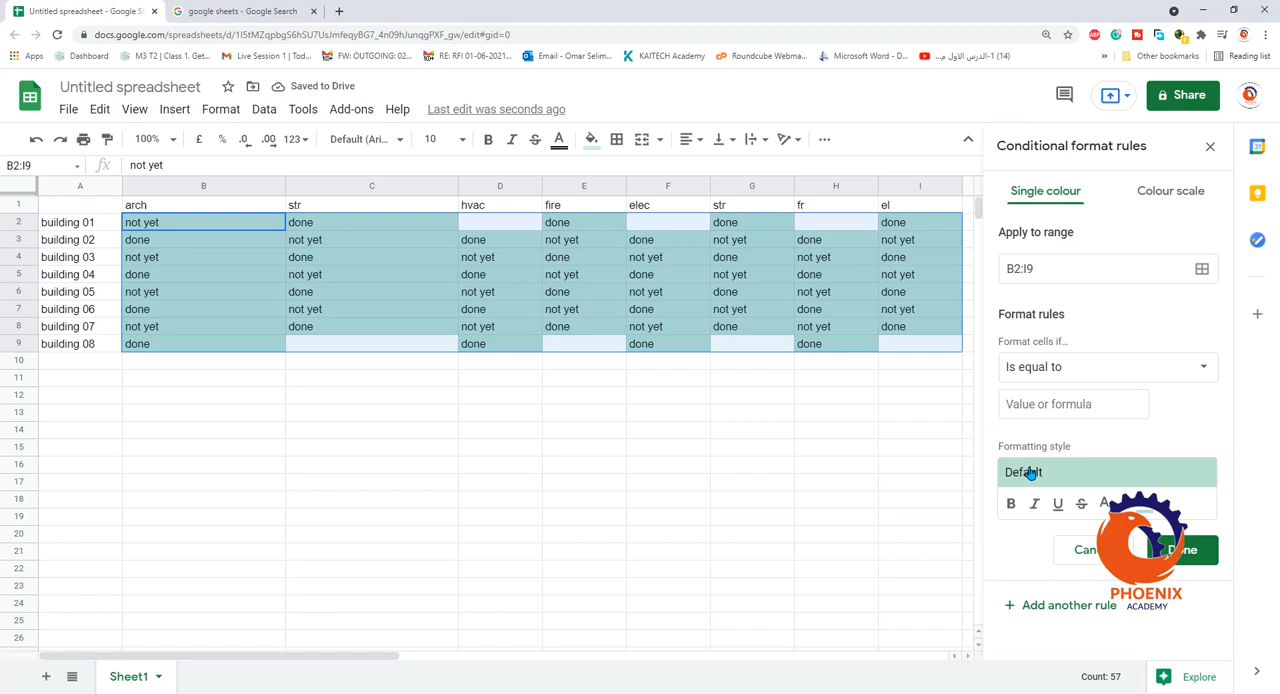 Untitled spreadsheet - Google Sh
google sheets - Google Search
docs.google.com/spreadsheets/d/1I5tMZqpbgS6hSU7UsJmfeqyBG7_4n09hJunqgPXF_gw/edit#gid=0
Apps Dashboard M3 T2 | Class 1. Get... Live Session 1 | Tod... FW: OUTGOING: 02... RE: RFI 01-06-2021... Email - Omar Selim... KAITECH Academy Roundcube Webma... Microsoft Word - D... (14) الدرس الاول م...-1 » Other bookmarks Reading list
Untitled spreadsheet Saved to Drive
File Edit View Insert Format Data Tools Add-ons Help Last edit was seconds ago
Share
100% £ % .0 .00 123 Default (Ari... 10 B I S A
B2:I9 fx not yet
A B C D E F G H I
1 arch str hvac fire elec str fr el
2 building 01 not yet done done done done
3 building 02 done not yet done not yet done not yet done not yet
4 building 03 not yet done not yet done not yet done not yet done
5 building 04 done not yet done not yet done not yet done not yet
6 building 05 not yet done not yet done not yet done not yet done
7 building 06 done not yet done not yet done not yet done not yet
8 building 07 not yet done not yet done not yet done not yet done
9 building 08 done done done done
10
11
12
13
14
15
16
17
18
19
20
21
22
23
24
25
26
Conditional format rules
Single colour Colour scale
Apply to range
B2:I9
Format rules
Format cells if...
Is equal to
Value or formula
Formatting style
Default
B I U S A
Done
+ Add another rule
PHOENIX
ACADEMY
Sheet1
Count: 57
Explore